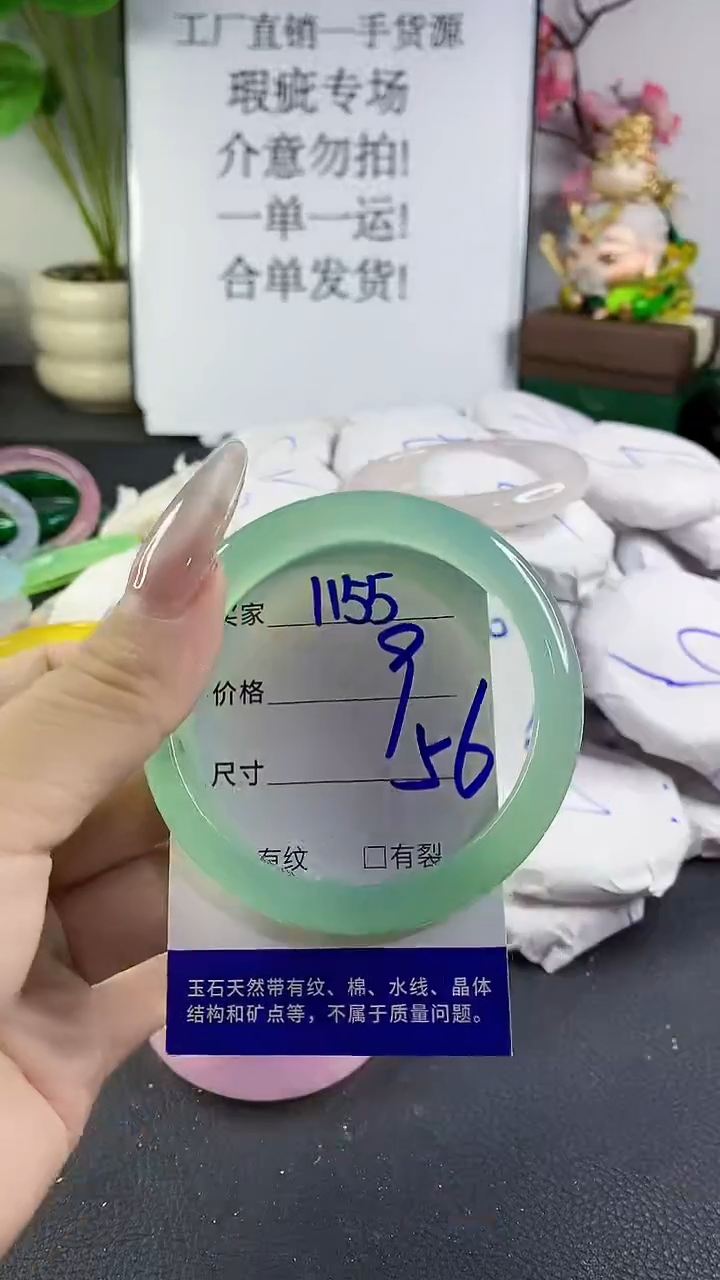 工厂直销一手货源
瑕疵专场
介意勿拍!
一单一运!
合单发货!
买家 1155
价格 9
尺寸 56
有纹 □有裂
玉石天然带有纹、棉、水线、晶体
结构和矿点等，不属于质量问题。